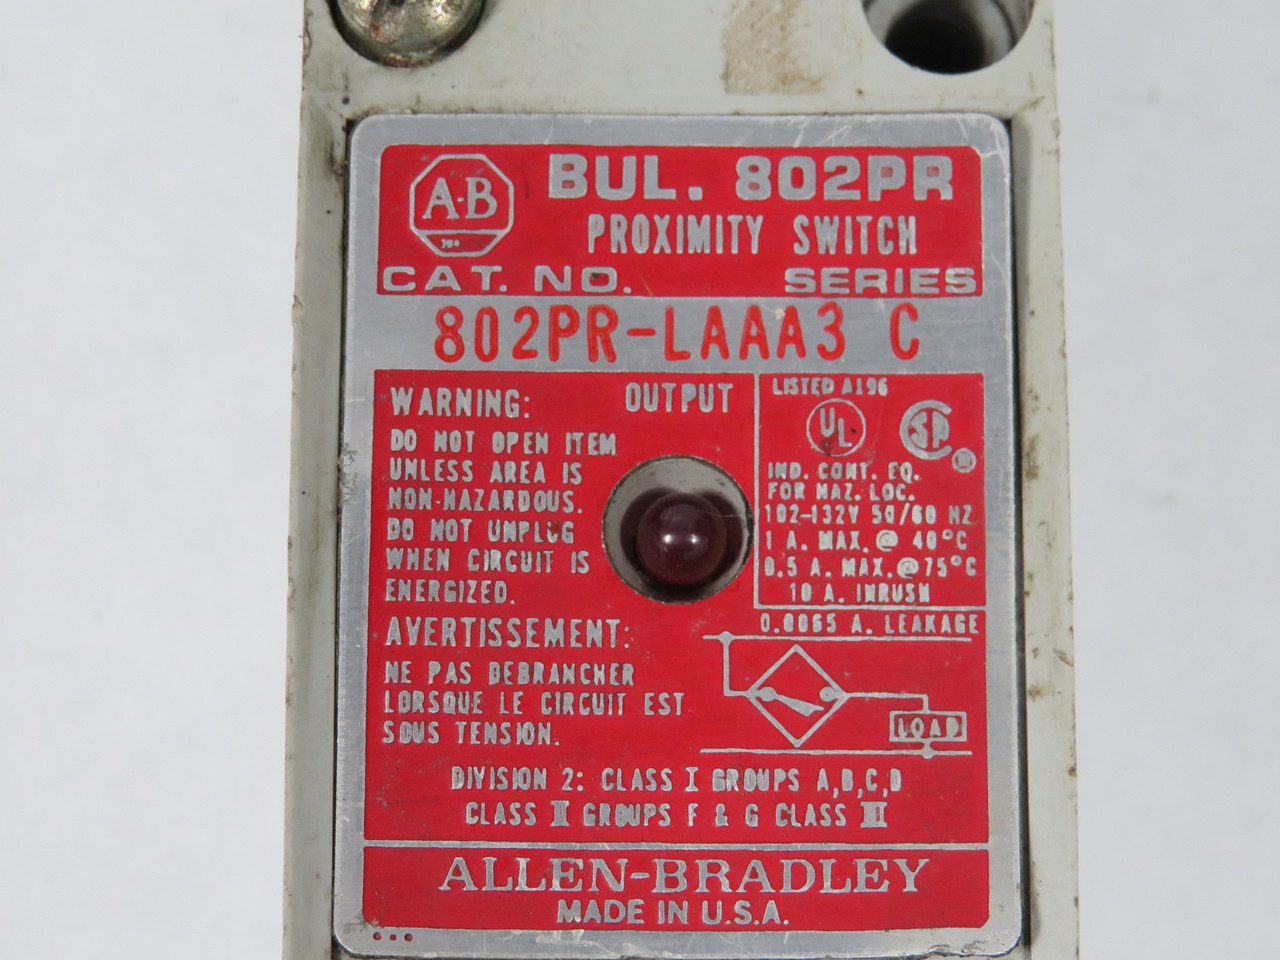 A-B
BUL. 802PR
PROXIMITY SWITCH
CAT. NO. SERIES
802PR-LAAA3 C
WARNING: OUTPUT
DO NOT OPEN ITEM
UNLESS AREA IS
NON-HAZARDOUS.
DO NOT UNPLUG
WHEN CIRCUIT IS
ENERGIZED.
AVERTISSEMENT:
NE PAS DEBRANCHER
LORSQUE LE CIRCUIT EST
SOUS TENSION.
LISTED A196
UL SA
IND. CONT. EQ.
FOR HAZ. LOC.
102-132V 50/60 HZ
1 A. MAX. @ 40°C
0.5 A. MAX. @ 75°C
10 A. INRUSH
0.0065 A. LEAKAGE
LOAD
DIVISION 2: CLASS I GROUPS A,B,C,D
CLASS II GROUPS F & G CLASS III
ALLEN-BRADLEY
MADE IN U.S.A.